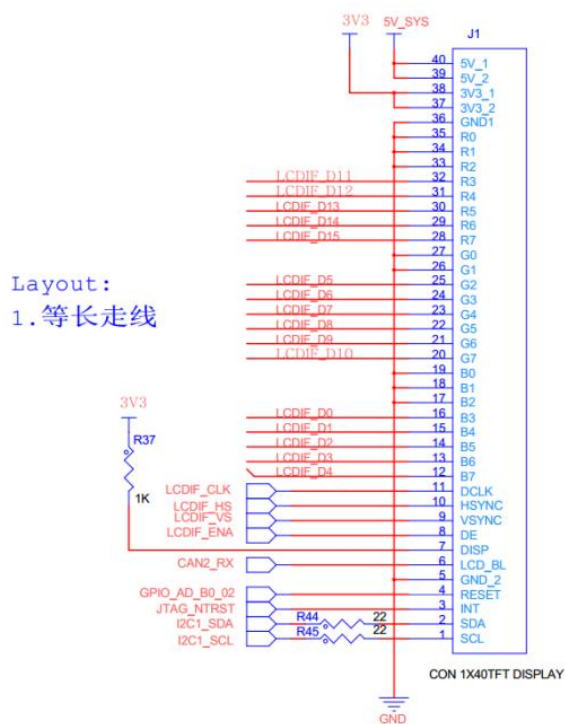 3V3 5V_SYS
J1
40 5V_1
39 5V_2
38 3V3_1
37 3V3_2
36 GND1
35 R0
34 R1
33 R2
LCDIF_D11 32 R3
LCDIF_D12 31 R4
LCDIF_D13 30 R5
LCDIF_D14 29 R6
LCDIF_D15 28 R7
27 G0
26 G1
LCDIF_D5 25 G2
LCDIF_D6 24 G3
LCDIF_D7 23 G4
LCDIF_D8 22 G5
LCDIF_D9 21 G6
LCDIF_D10 20 G7
19 B0
18 B1
17 B2
LCDIF_D0 16 B3
LCDIF_D1 15 B4
LCDIF_D2 14 B5
LCDIF_D3 13 B6
LCDIF_D4 12 B7
LCDIF_CLK 11 DCLK
LCDIF_HS 10 HSYNC
LCDIF_VS 9 VSYNC
LCDIF_ENA 8 DE
7 DISP
CAN2_RX 6 LCD_BL
5 GND_2
GPIO_AD_B0_02 4 RESET
JTAG_NTRST 3 INT
I2C1_SDA R44 22 2 SDA
I2C1_SCL R45 22 1 SCL
CON 1X40TFT DISPLAY
GND
Layout:
1.等长走线
3V3
R37
1K